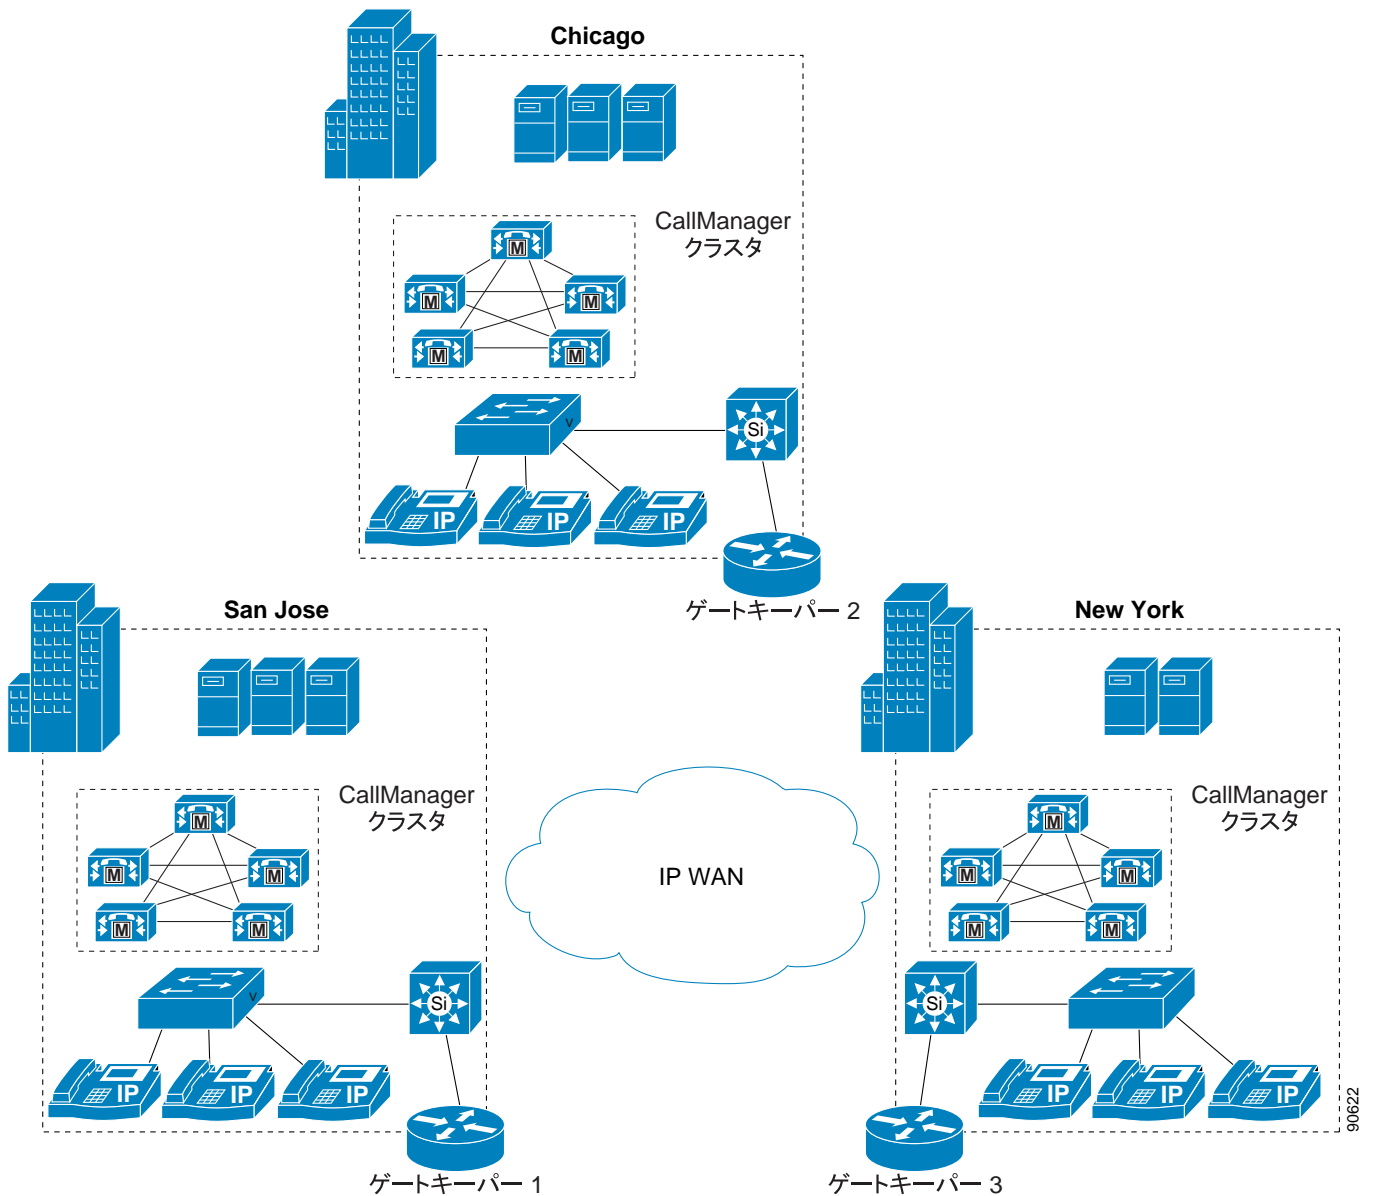 Chicago
CallManager
クラスタ
M
M
M
M
M
V
Si
IP
IP
IP
ゲートキーパー 2
San Jose
CallManager
クラスタ
M
M
M
M
M
V
Si
IP
IP
IP
ゲートキーパー 1
IP WAN
New York
CallManager
クラスタ
M
M
M
M
M
Si
IP
IP
IP
ゲートキーパー 3
90622